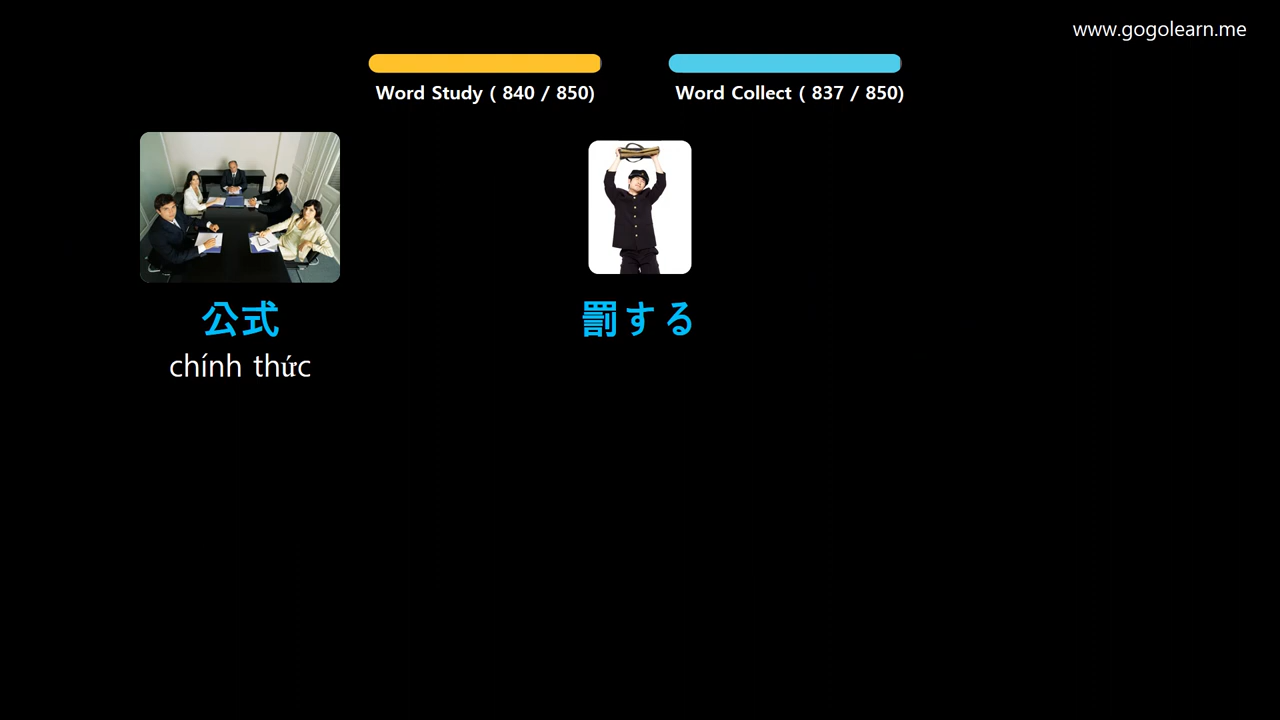 www.gogolearn.me
Word Study ( 840 / 850)
Word Collect ( 837 / 850)
公式
chính thức
罰する